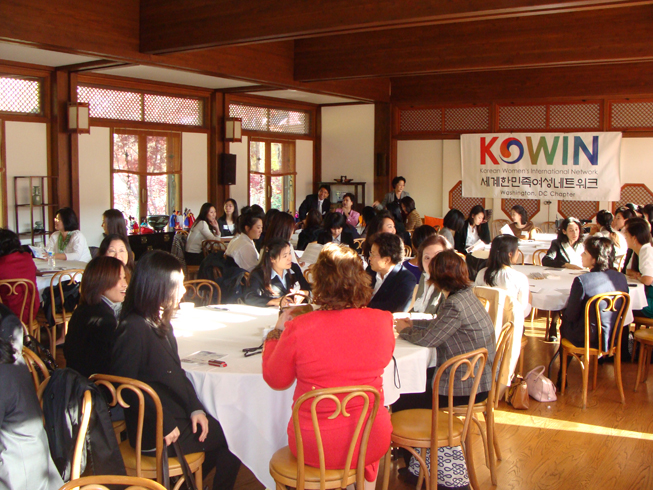 KOWIN
Korean Women's International Network
세계한민족여성네트워크
Washington, DC Chapter